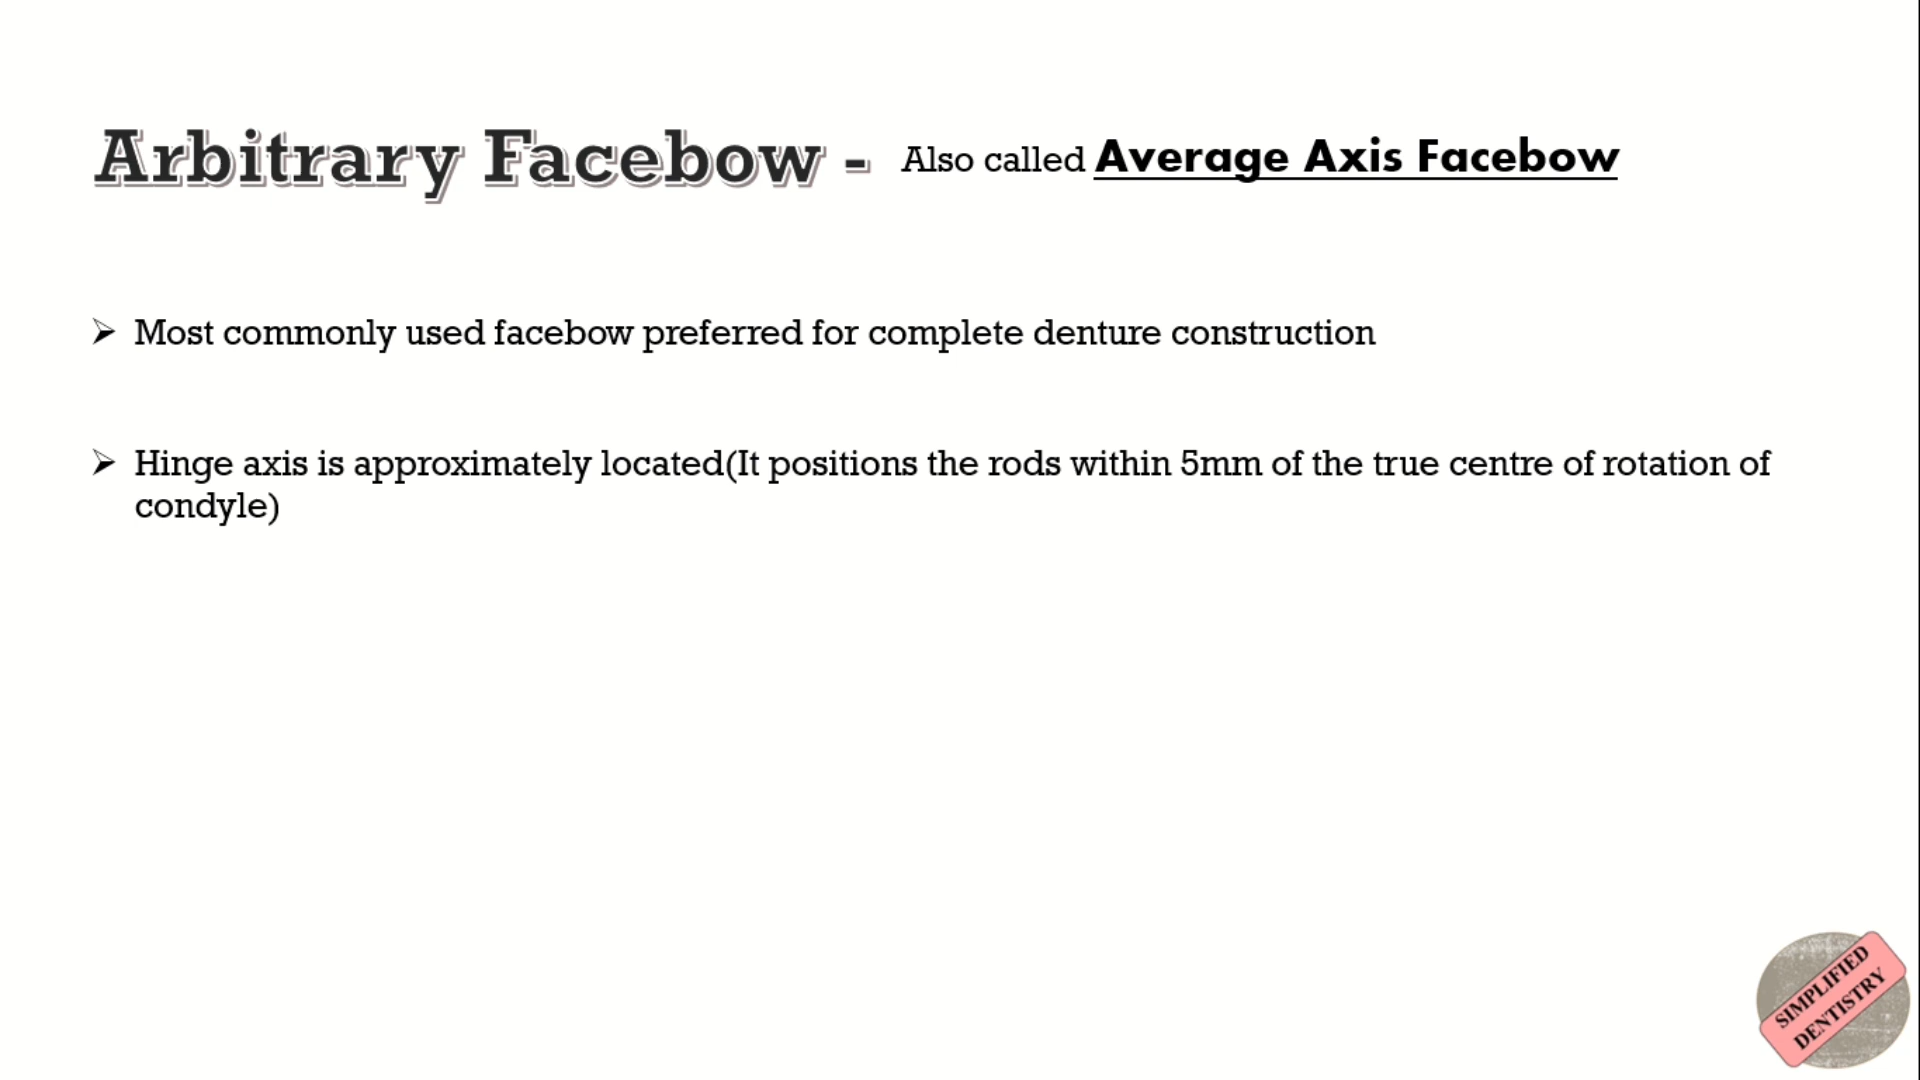 Arbitrary Facebow - Also called Average Axis Facebow
Most commonly used facebow preferred for complete denture construction
Hinge axis is approximately located(It positions the rods within 5mm of the true centre of rotation of
condyle)
SIMPLIFIED
DENTISTRY